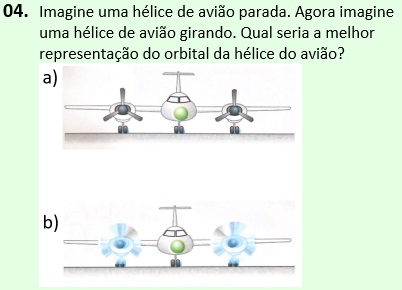 04. Imagine uma hélice de avião parada. Agora imagine
uma hélice de avião girando. Qual seria a melhor
representação do orbital da hélice do avião?
a)
b)